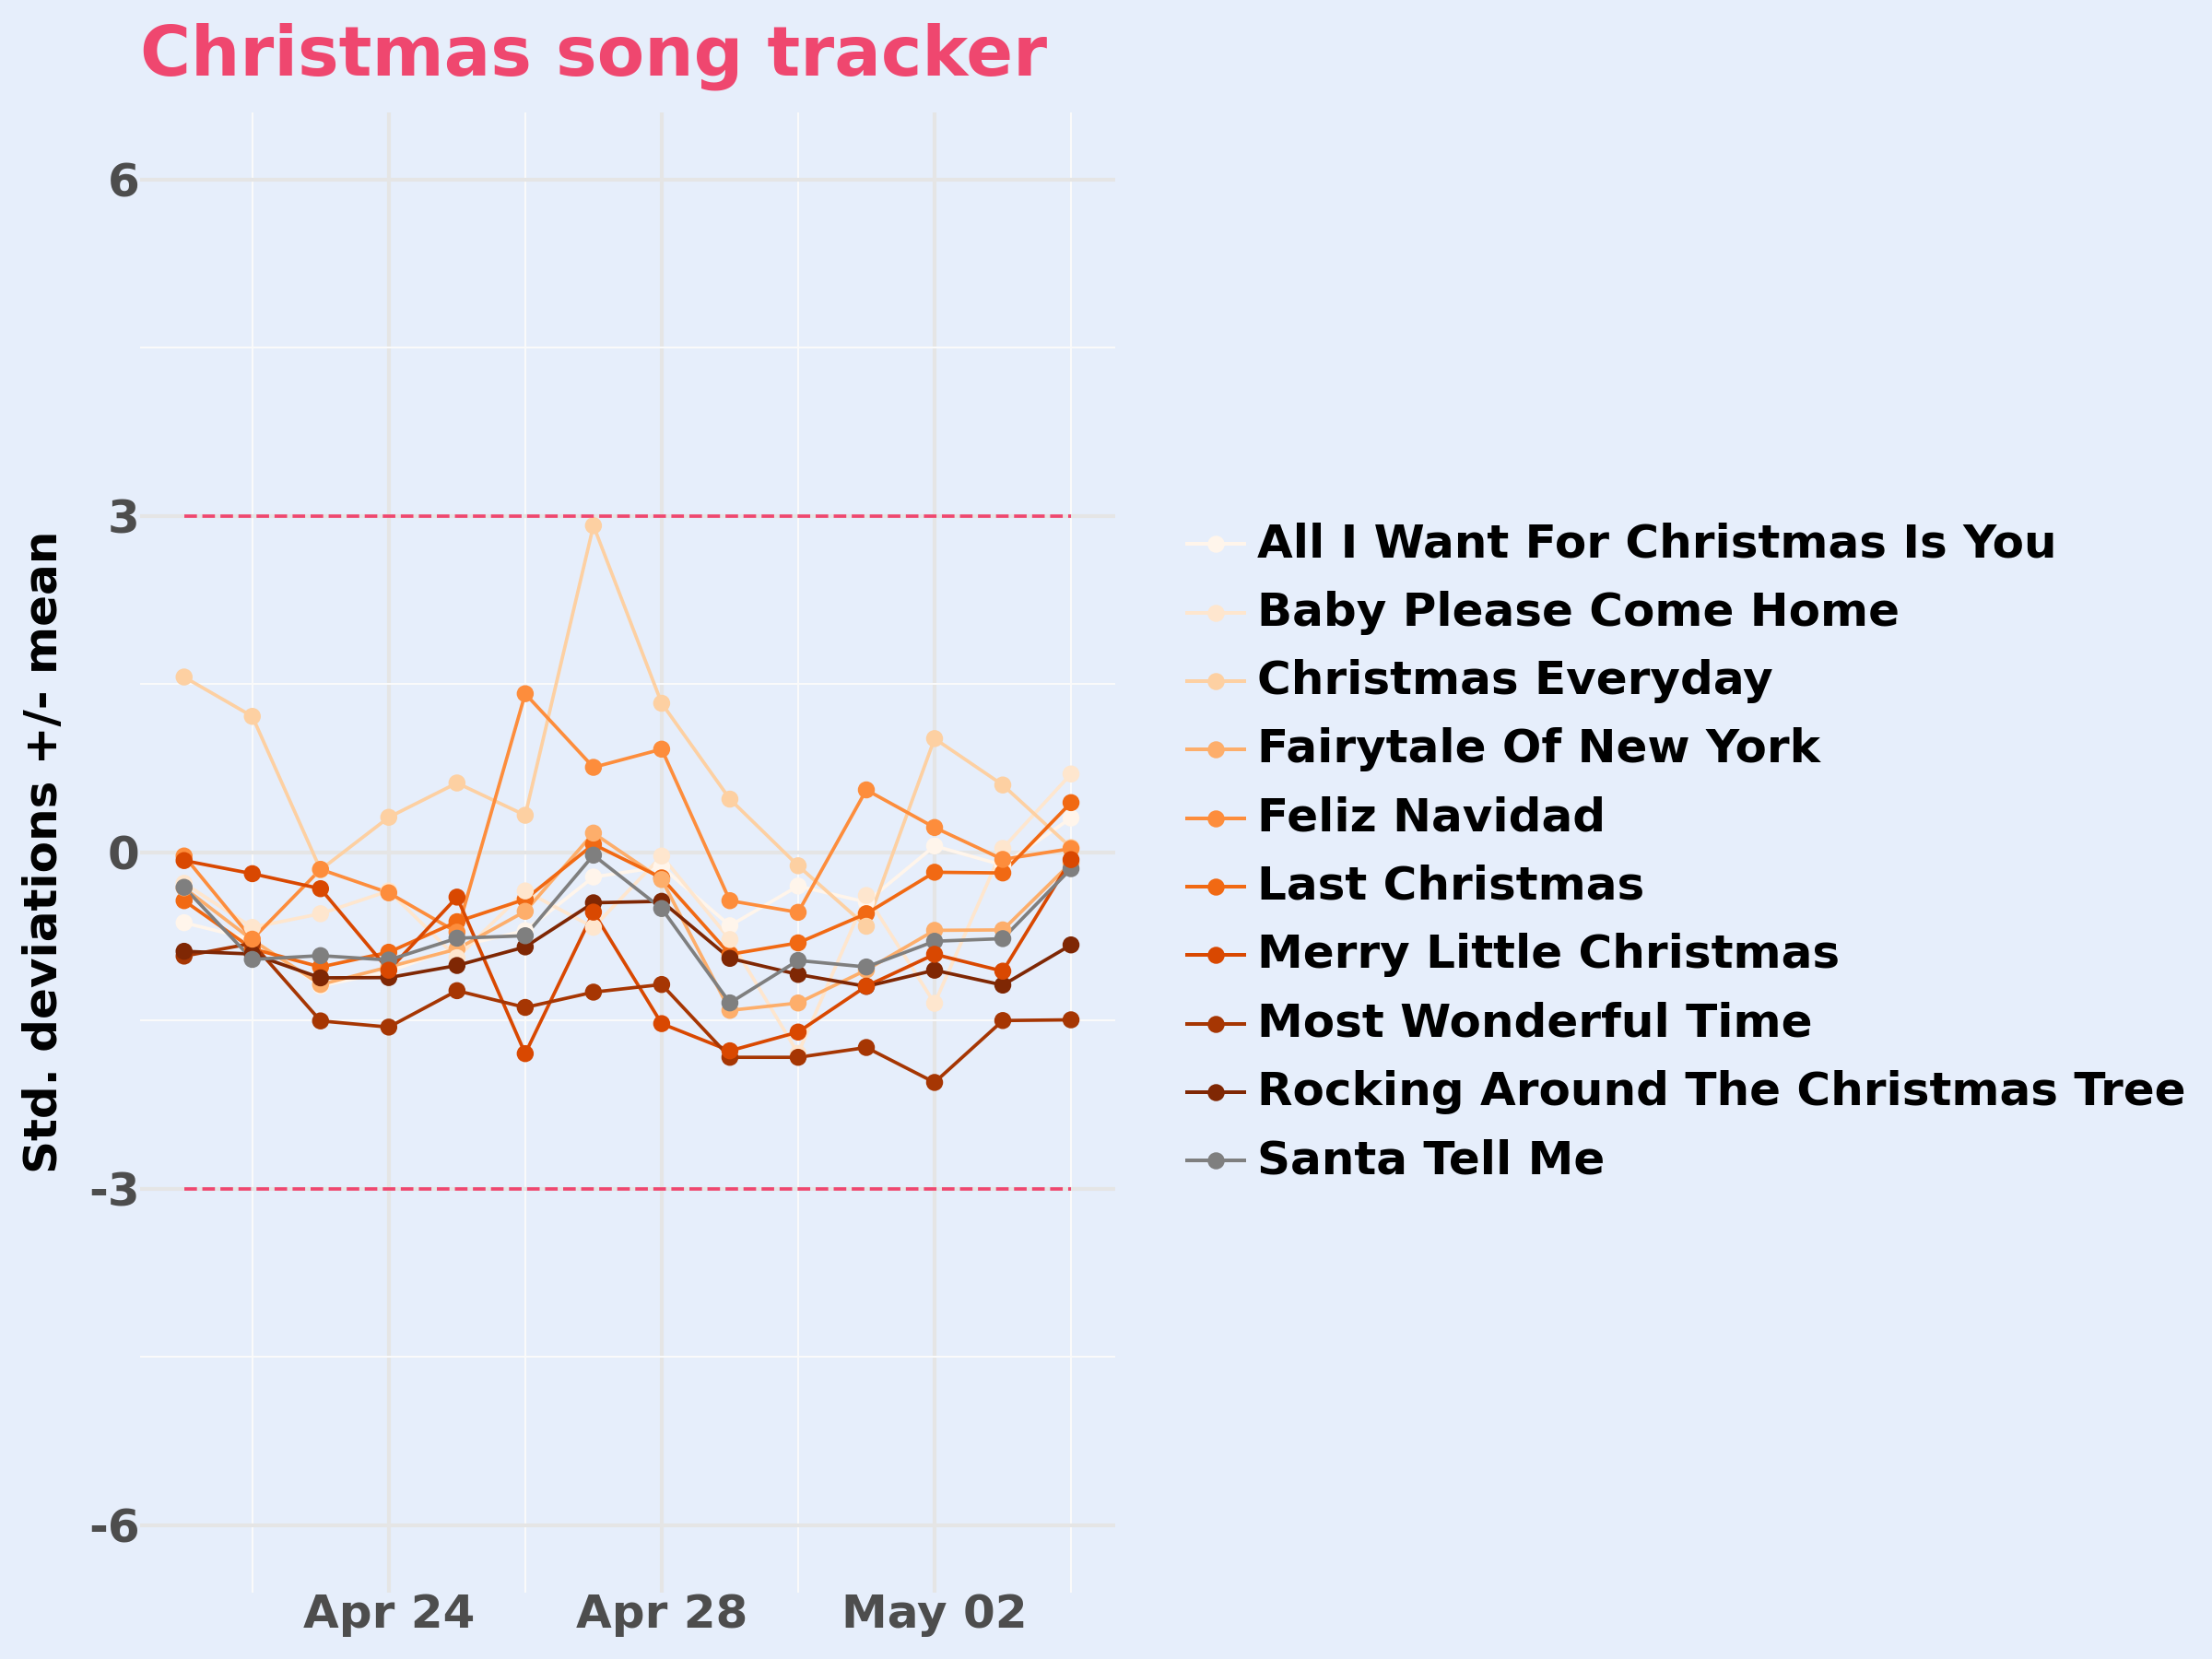 Christmas song tracker
Std. deviations +/- mean
6
3
0
-3
-6
Apr 24
Apr 28
May 02
All I Want For Christmas Is You
Baby Please Come Home
Christmas Everyday
Fairytale Of New York
Feliz Navidad
Last Christmas
Merry Little Christmas
Most Wonderful Time
Rocking Around The Christmas Tree
Santa Tell Me